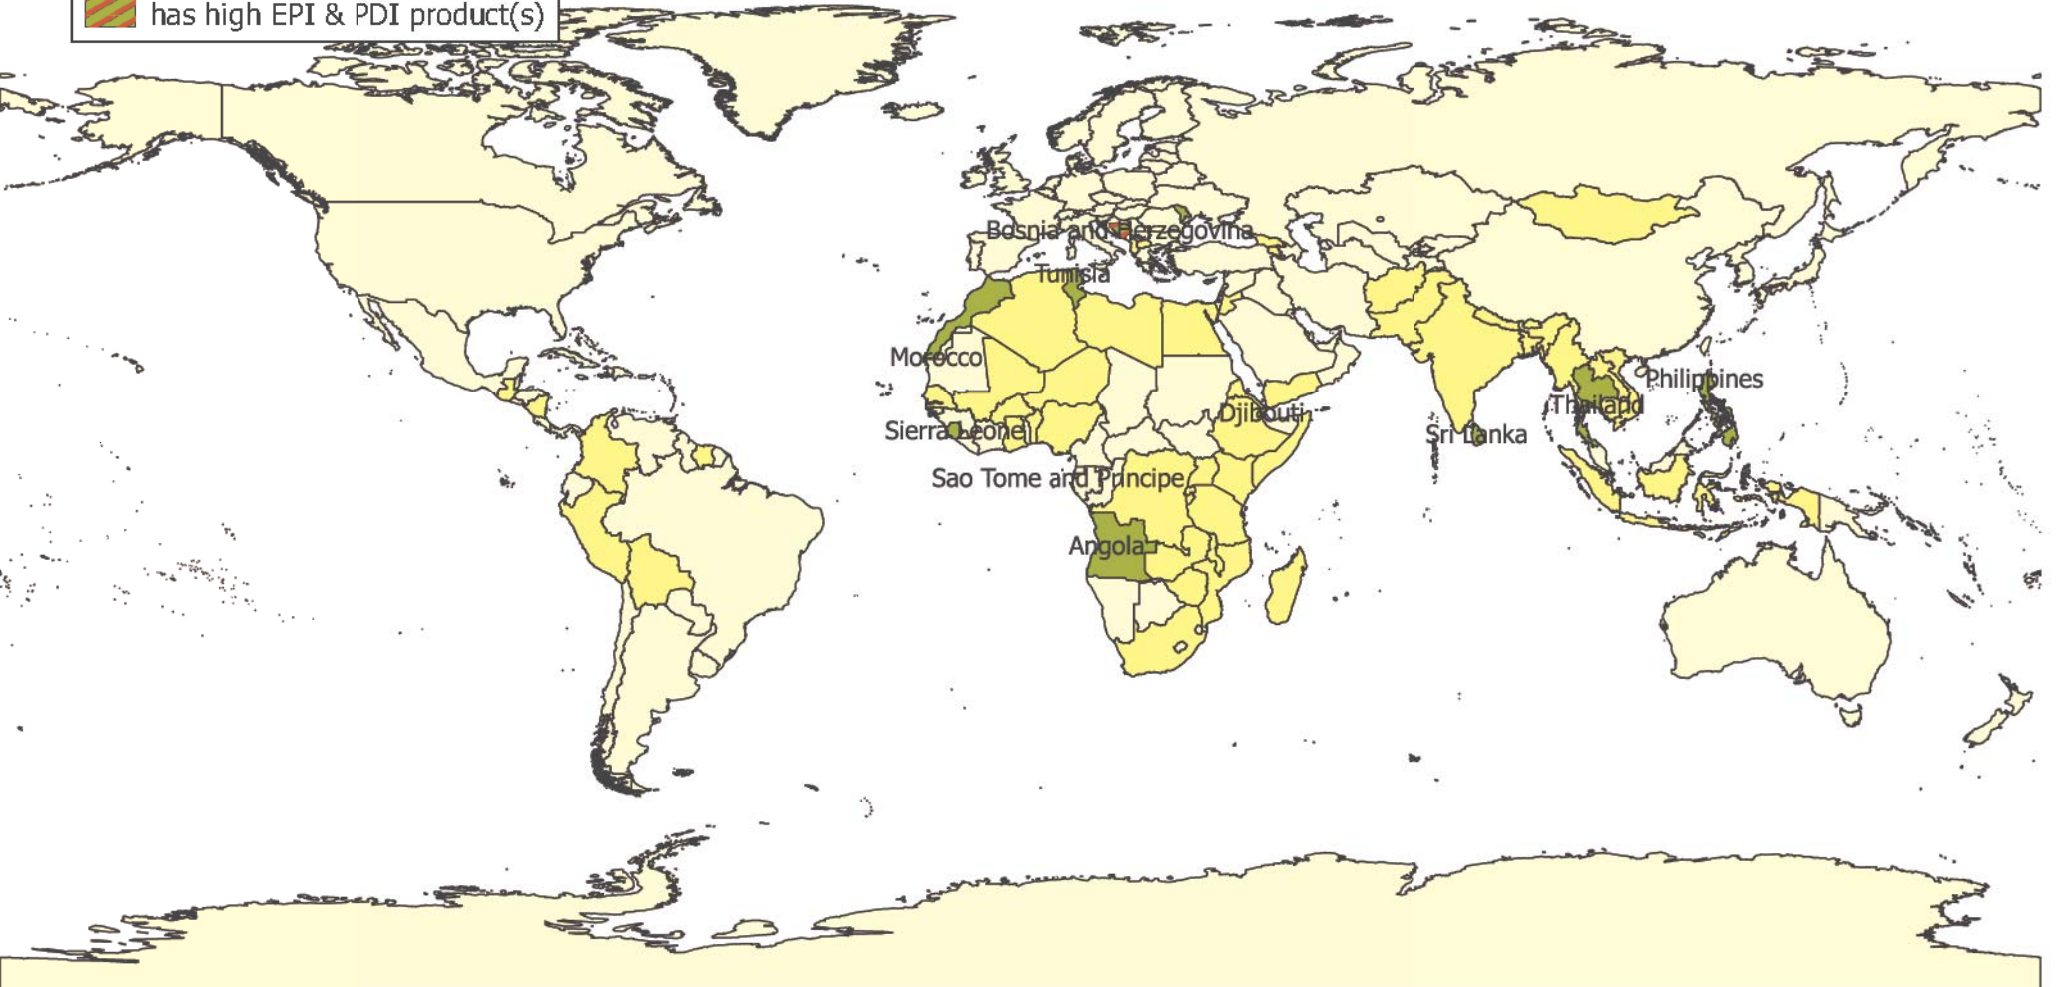 has high EPI & PDI product(s)
Bosnia and Herzegovina
Tunisia
Morocco
Philippines
Thailand
Djibouti
Sierra Leone
Sri Lanka
Sao Tome and Principe
Angola